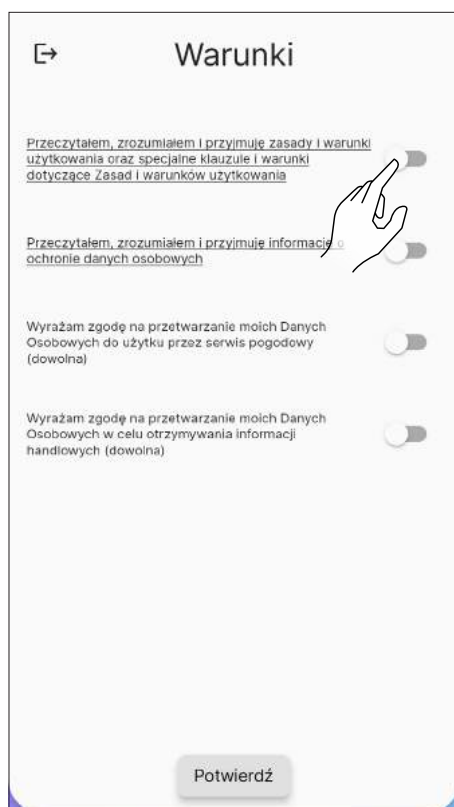 Warunki
Przeczytałem, zrozumiałem i przyjmuję zasady i warunki
użytkowania oraz specjalne klauzule i warunki
dotyczące Zasad i warunków użytkowania
Przeczytałem, zrozumiałem i przyjmuję informację o
ochronie danych osobowych
Wyrażam zgodę na przetwarzanie moich Danych
Osobowych do użytku przez serwis pogodowy
(dowolna)
Wyrażam zgodę na przetwarzanie moich Danych
Osobowych w celu otrzymywania informacji
handlowych (dowolna)
Potwierdź